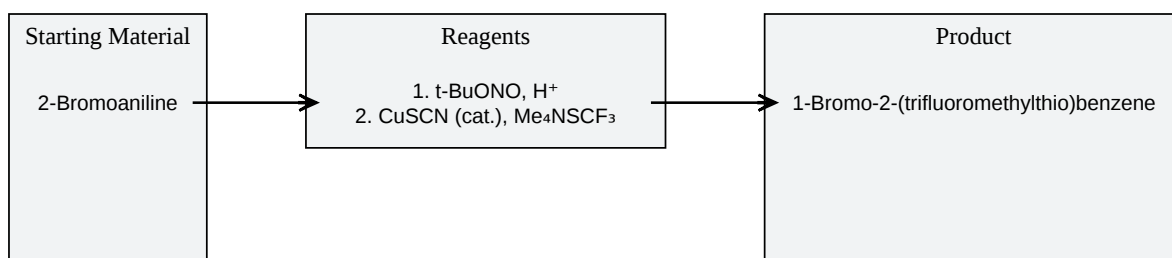 Starting Material
2-Bromoaniline
Reagents
1. t-BuONO, H⁺
2. CuSCN (cat.), Me₄NSCF₃
Product
1-Bromo-2-(trifluoromethylthio)benzene